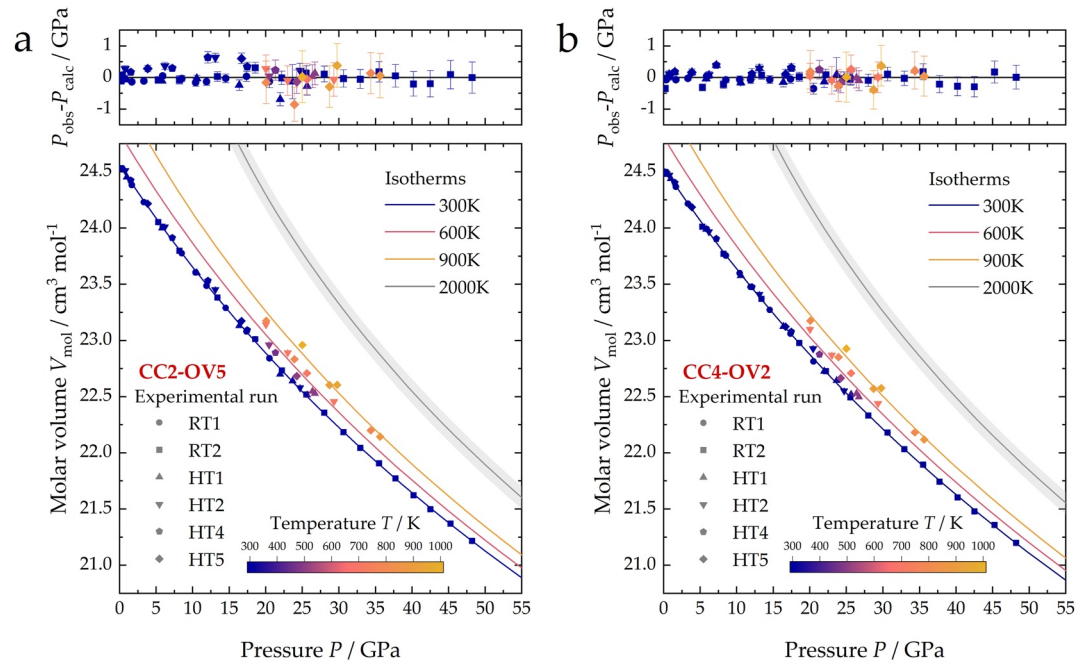 a
P_obs-P_calc / GPa
1
0
-1
Molar volume V_mol / cm³ mol⁻¹
24.5
24.0
23.5
23.0
22.5
22.0
21.5
21.0
Isotherms
300K
600K
900K
2000K
CC2-OV5
Experimental run
RT1
RT2
HT1
HT2
HT4
HT5
Temperature T / K
300 400 500 600 700 800 900 1000
0 5 10 15 20 25 30 35 40 45 50 55
Pressure P / GPa
b
P_obs-P_calc / GPa
1
0
-1
Molar volume V_mol / cm³ mol⁻¹
24.5
24.0
23.5
23.0
22.5
22.0
21.5
21.0
Isotherms
300K
600K
900K
2000K
CC4-OV2
Experimental run
RT1
RT2
HT1
HT2
HT4
HT5
Temperature T / K
300 400 500 600 700 800 900 1000
0 5 10 15 20 25 30 35 40 45 50 55
Pressure P / GPa